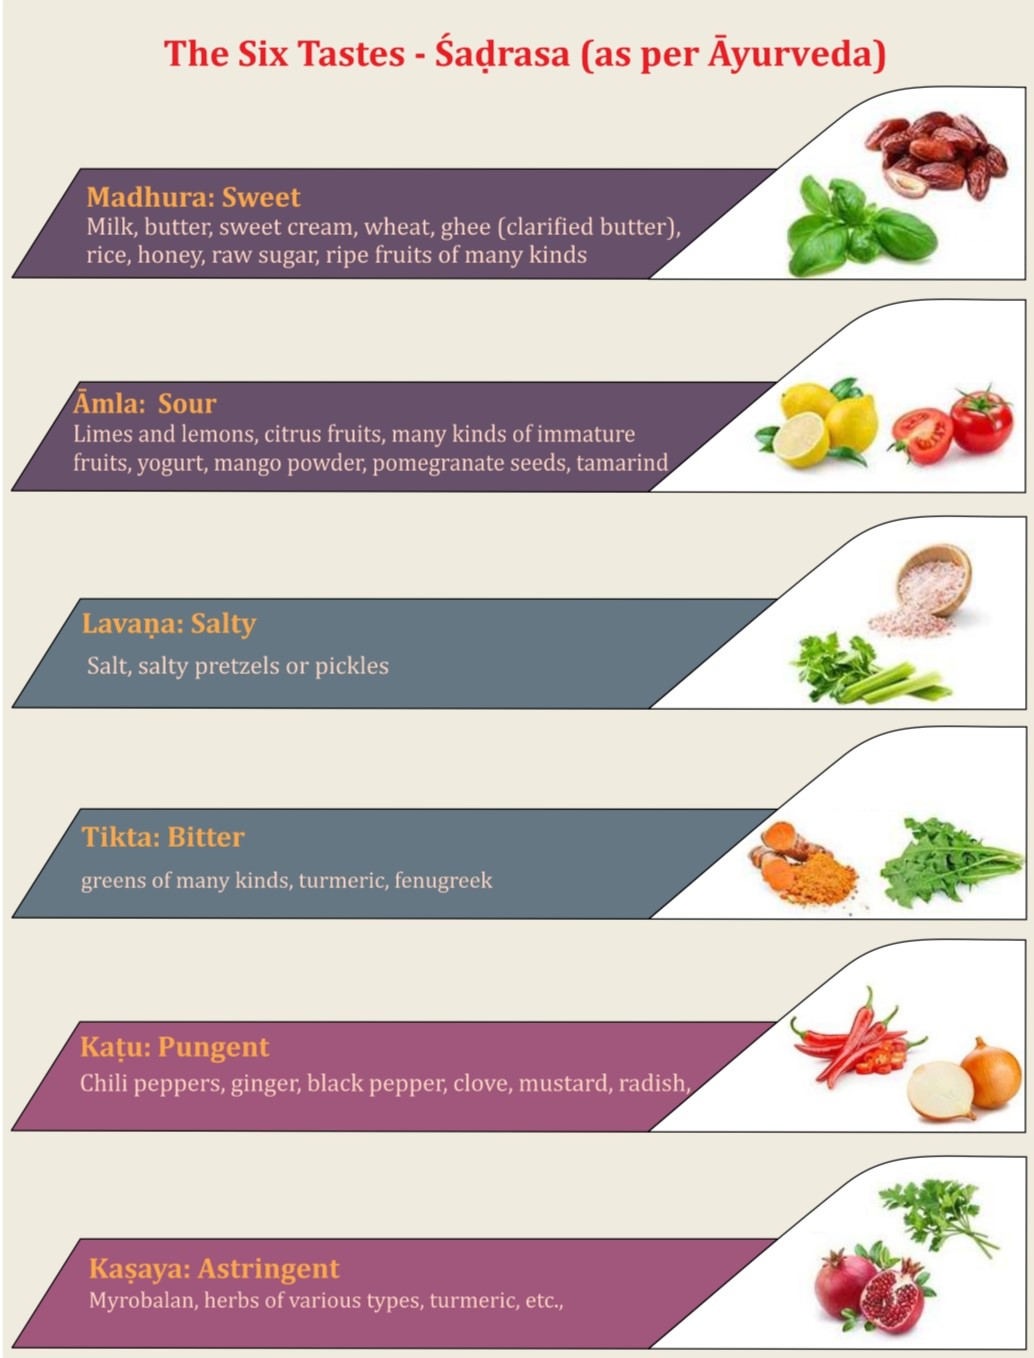 The Six Tastes - Śaḍrasa (as per Āyurveda)
Madhura: Sweet
Milk, butter, sweet cream, wheat, ghee (clarified butter),
rice, honey, raw sugar, ripe fruits of many kinds
Āmla: Sour
Limes and lemons, citrus fruits, many kinds of immature
fruits, yogurt, mango powder, pomegranate seeds, tamarind
Lavaṇa: Salty
Salt, salty pretzels or pickles
Tikta: Bitter
greens of many kinds, turmeric, fenugreek
Kaṭu: Pungent
Chili peppers, ginger, black pepper, clove, mustard, radish,
Kaṣaya: Astringent
Myrobalan, herbs of various types, turmeric, etc.,